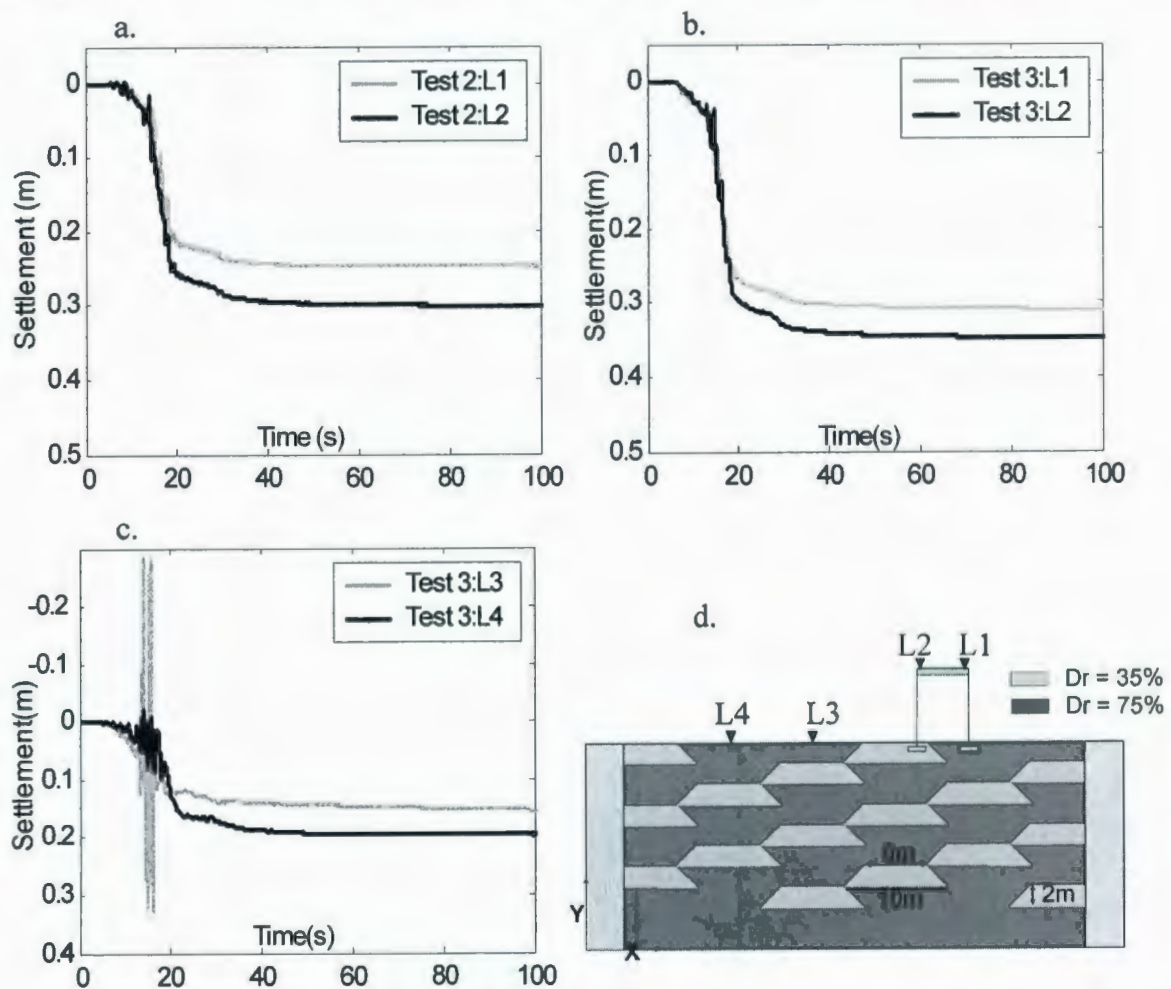 a.
0
0.1
0.2
0.3
0.4
0.5
Settlement (m)
Test 2:L1
Test 2:L2
Time (s)
0 20 40 60 80 100
b.
0
0.1
0.2
0.3
0.4
0.5
Settlement(m)
Test 3:L1
Test 3:L2
Time(s)
0 20 40 60 80 100
c.
-0.2
-0.1
0
0.1
0.2
0.3
0.4
Settlement(m)
Test 3:L3
Test 3:L4
Time(s)
0 20 40 60 80 100
d.
L2 L1
L4 L3
Dr = 35%
Dr = 75%
10m
2m
Y
X